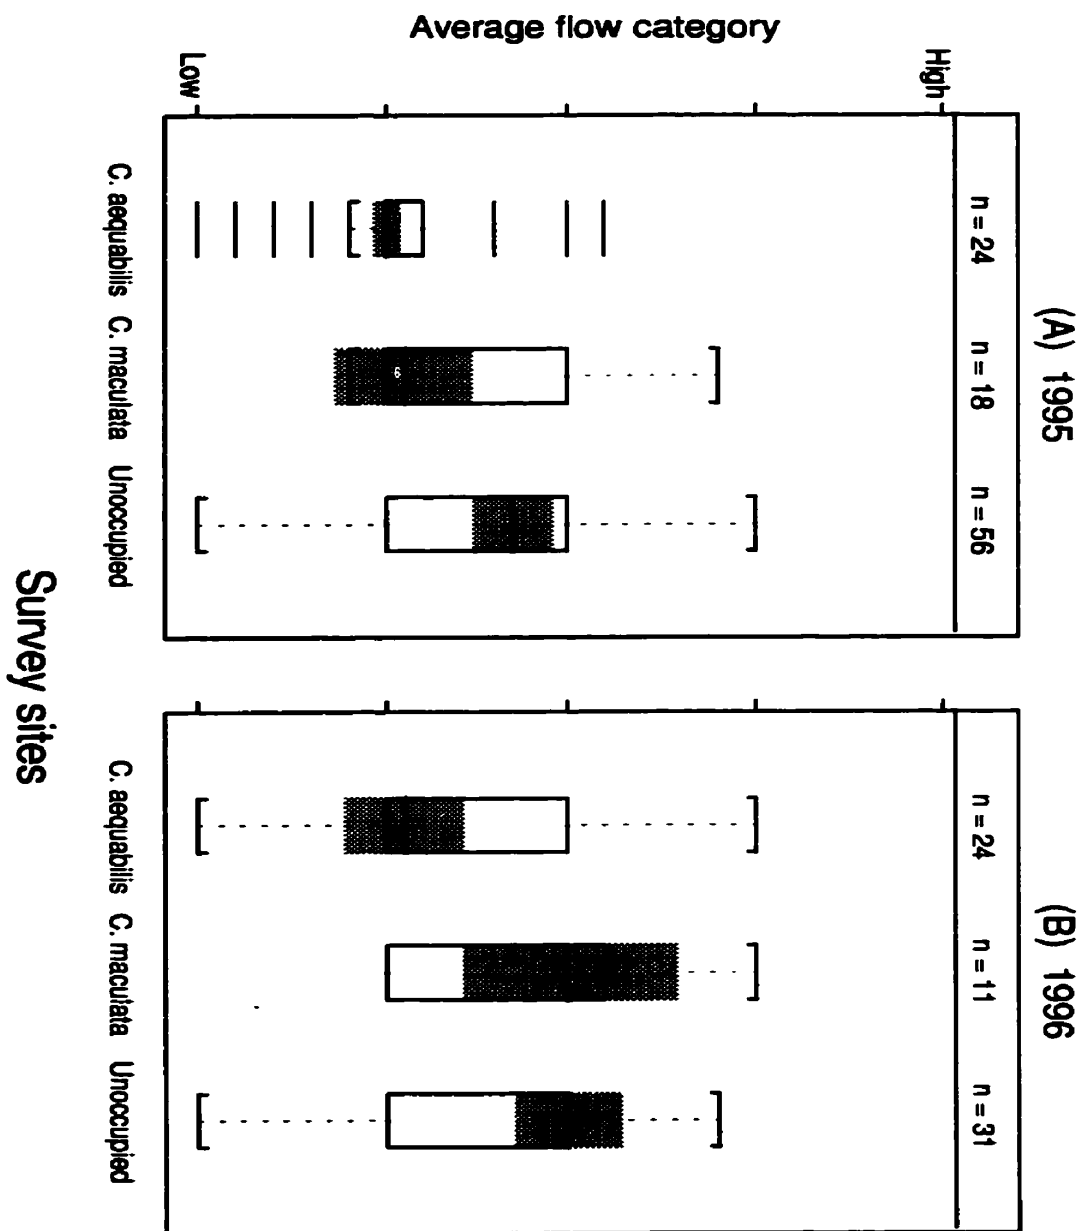 Average flow category
High
Low
(A) 1995
n = 24
n = 18
n = 56
C. aequabilis
C. maculata
Unoccupied
(B) 1996
n = 24
n = 11
n = 31
C. aequabilis
C. maculata
Unoccupied
Survey sites